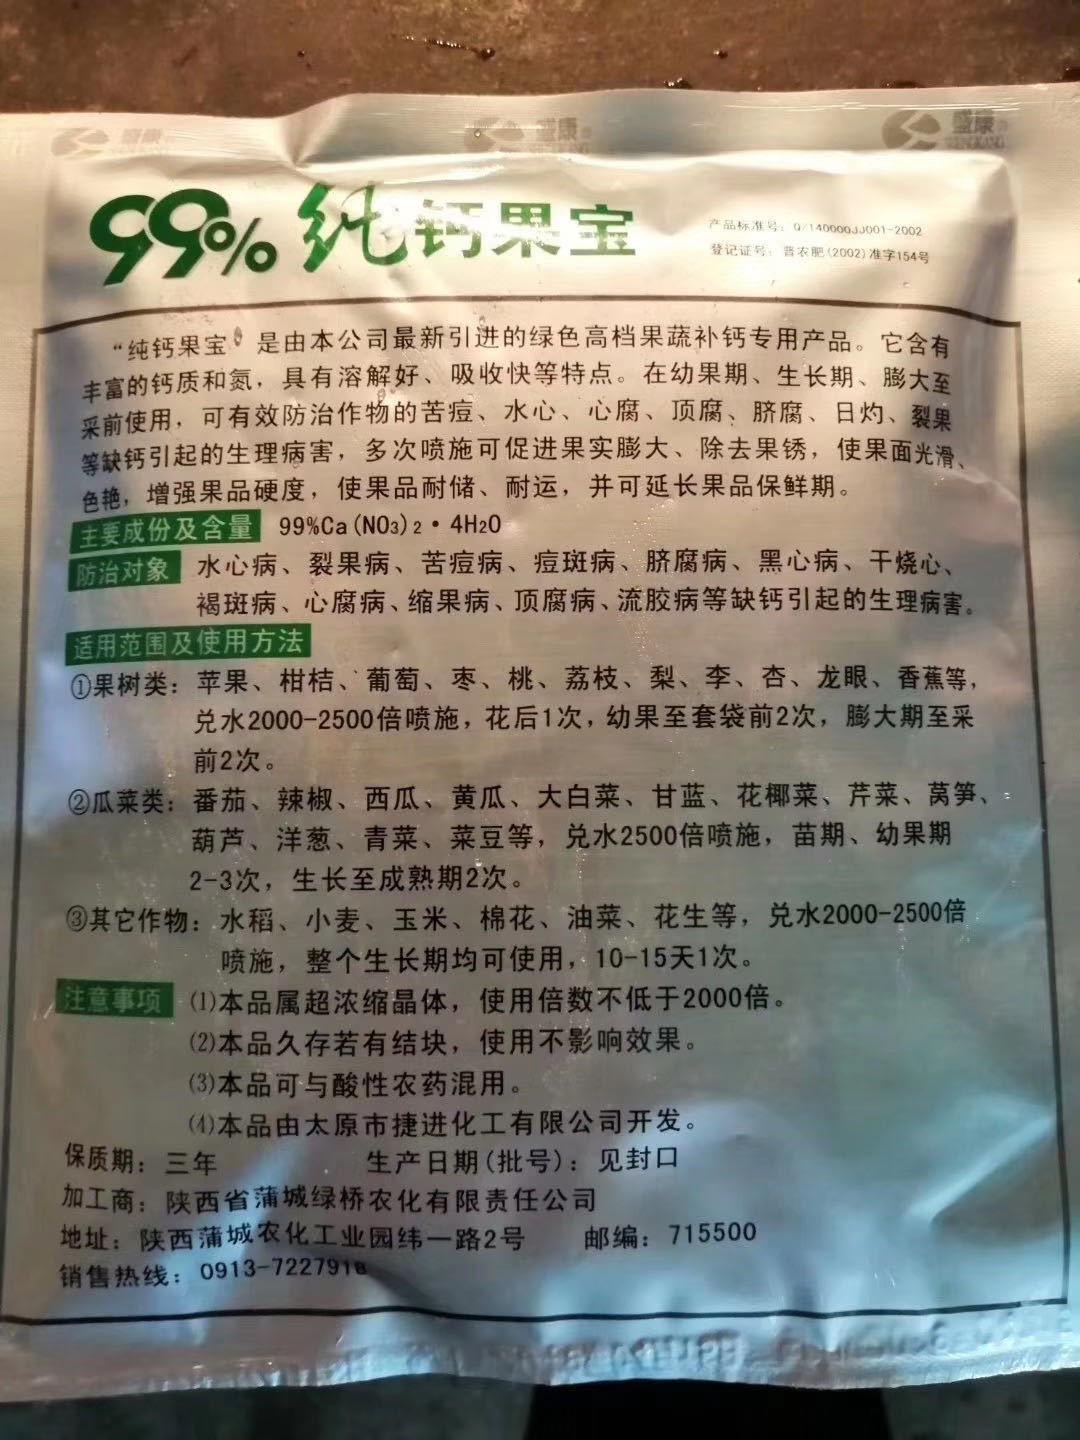 盛康
盛康
盛康
99%纯钙果宝
产品标准号：Q/140000JJ001-2002
登记证号：晋农肥(2002)准字154号
“纯钙果宝”是由本公司最新引进的绿色高档果蔬补钙专用产品。它含有
丰富的钙质和氮，具有溶解好、吸收快等特点。在幼果期、生长期、膨大至
采前使用，可有效防治作物的苦痘、水心、心腐、顶腐、脐腐、日灼、裂果
等缺钙引起的生理病害，多次喷施可促进果实膨大、除去果锈，使果面光滑、
色艳，增强果品硬度，使果品耐储、耐运，并可延长果品保鲜期。
主要成份及含量 99%Ca(NO₃)₂·4H₂O
防治对象 水心病、裂果病、苦痘病、痘斑病、脐腐病、黑心病、干烧心、
褐斑病、心腐病、缩果病、顶腐病、流胶病等缺钙引起的生理病害。
适用范围及使用方法
①果树类：苹果、柑桔、葡萄、枣、桃、荔枝、梨、李、杏、龙眼、香蕉等，
兑水2000-2500倍喷施，花后1次，幼果至套袋前2次，膨大期至采
前2次。
②瓜菜类：番茄、辣椒、西瓜、黄瓜、大白菜、甘蓝、花椰菜、芹菜、莴笋、
葫芦、洋葱、青菜、菜豆等，兑水2500倍喷施，苗期、幼果期
2-3次，生长至成熟期2次。
③其它作物：水稻、小麦、玉米、棉花、油菜、花生等，兑水2000-2500倍
喷施，整个生长期均可使用，10-15天1次。
注意事项 ⑴本品属超浓缩晶体，使用倍数不低于2000倍。
⑵本品久存若有结块，使用不影响效果。
⑶本品可与酸性农药混用。
⑷本品由太原市捷进化工有限公司开发。
保质期：三年 生产日期(批号)：见封口
加工商：陕西省蒲城绿桥农化有限责任公司
地址：陕西蒲城农化工业园纬一路2号 邮编：715500
销售热线：0913-7227918